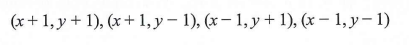 (x + 1, y + 1), (x + 1, y − 1), (x − 1, y + 1), (x − 1, y − 1)